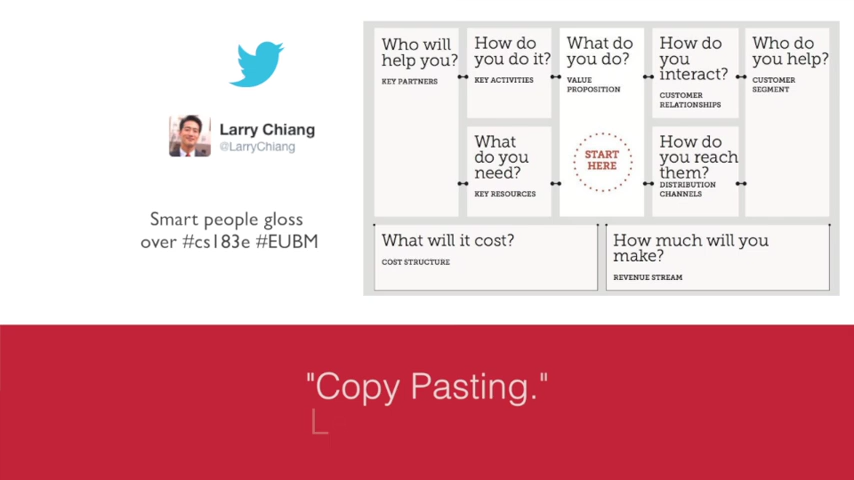 Larry Chiang
@LarryChiang
Smart people gloss
over #cs183e #EUBM
Who will
help you?
KEY PARTNERS
How do
you do it?
KEY ACTIVITIES
What do
you do?
VALUE
PROPOSITION
How do
you
interact?
CUSTOMER
RELATIONSHIPS
Who do
you help?
CUSTOMER
SEGMENT
What
do you
need?
KEY RESOURCES
START
HERE
How do
you reach
them?
DISTRIBUTION
CHANNELS
What will it cost?
COST STRUCTURE
How much will you
make?
REVENUE STREAM
"Copy Pasting."
L